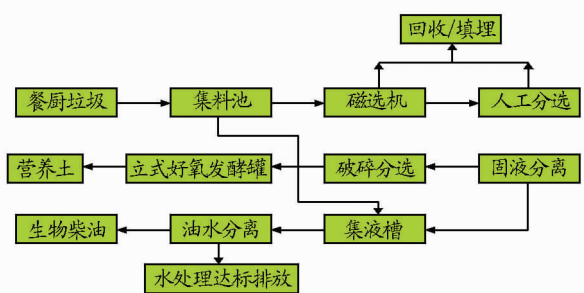 回收/填埋
餐厨垃圾
集料池
磁选机
人工分选
营养土
立式好氧发酵罐
破碎分选
固液分离
生物柴油
油水分离
集液槽
水处理达标排放